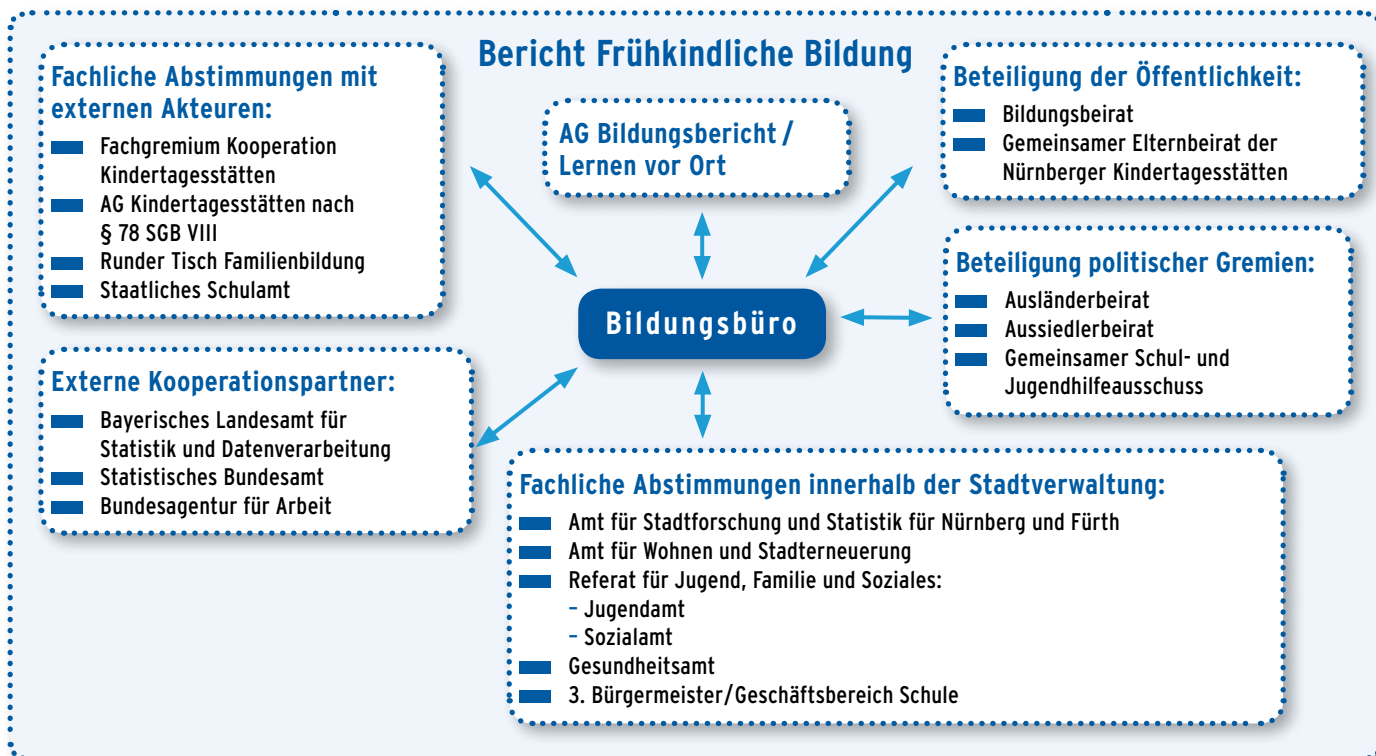 Bericht Frühkindliche Bildung
Fachliche Abstimmungen mit
externen Akteuren:
Fachgremium Kooperation
Kindertagesstätten
AG Kindertagesstätten nach
§ 78 SGB VIII
Runder Tisch Familienbildung
Staatliches Schulamt
AG Bildungsbericht /
Lernen vor Ort
Beteiligung der Öffentlichkeit:
Bildungsbeirat
Gemeinsamer Elternbeirat der
Nürnberger Kindertagesstätten
Beteiligung politischer Gremien:
Ausländerbeirat
Aussiedlerbeirat
Gemeinsamer Schul- und
Jugendhilfeausschuss
Bildungsbüro
Externe Kooperationspartner:
Bayerisches Landesamt für
Statistik und Datenverarbeitung
Statistisches Bundesamt
Bundesagentur für Arbeit
Fachliche Abstimmungen innerhalb der Stadtverwaltung:
Amt für Stadtforschung und Statistik für Nürnberg und Fürth
Amt für Wohnen und Stadterneuerung
Referat für Jugend, Familie und Soziales:
– Jugendamt
– Sozialamt
Gesundheitsamt
3. Bürgermeister/Geschäftsbereich Schule